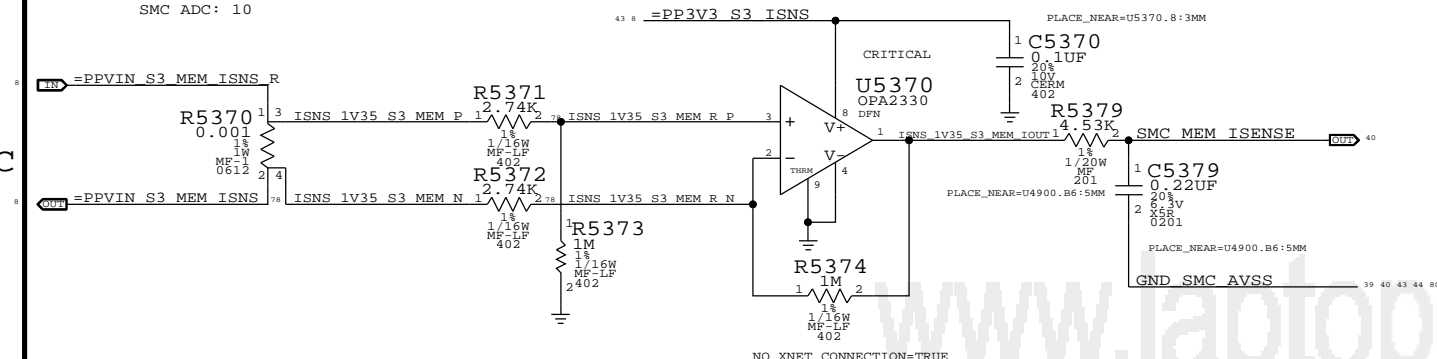 SMC ADC: 10
43 8 =PP3V3_S3_ISNS
PLACE_NEAR=U5370.8:3MM
CRITICAL
1 C5370
0.1UF
20%
10V
2 CERM
402
8 IN =PPVIN_S3_MEM_ISNS_R
R5370 1 3
0.001
1%
1W
MF-1
0612
2 4
ISNS_1V35_S3_MEM_P
R5371
1 2.74K 2
1%
1/16W
MF-LF
402
78 ISNS_1V35_S3_MEM_R_P
U5370
OPA2330
DFN
3 +
2 −
8 V+
V- 4
THRM
9
1 ISNS_1V35_S3_MEM_IOUT
R5379
1 4.53K 2
1%
1/20W
MF
201
SMC_MEM_ISENSE OUT 40
PLACE_NEAR=U4900.B6:5MM
1 C5379
0.22UF
20%
6.3V
2 X5R
0201
PLACE_NEAR=U4900.B6:5MM
GND_SMC_AVSS 39 40 43 44 80
8 OUT =PPVIN_S3_MEM_ISNS
78 ISNS_1V35_S3_MEM_N
R5372
1 2.74K 2
1%
1/16W
MF-LF
402
78 ISNS_1V35_S3_MEM_R_N
1 R5373
1M
1%
1/16W
MF-LF
2 402
R5374
1 1M 2
1%
1/16W
MF-LF
402
NO_XNET_CONNECTION=TRUE
www.laptop